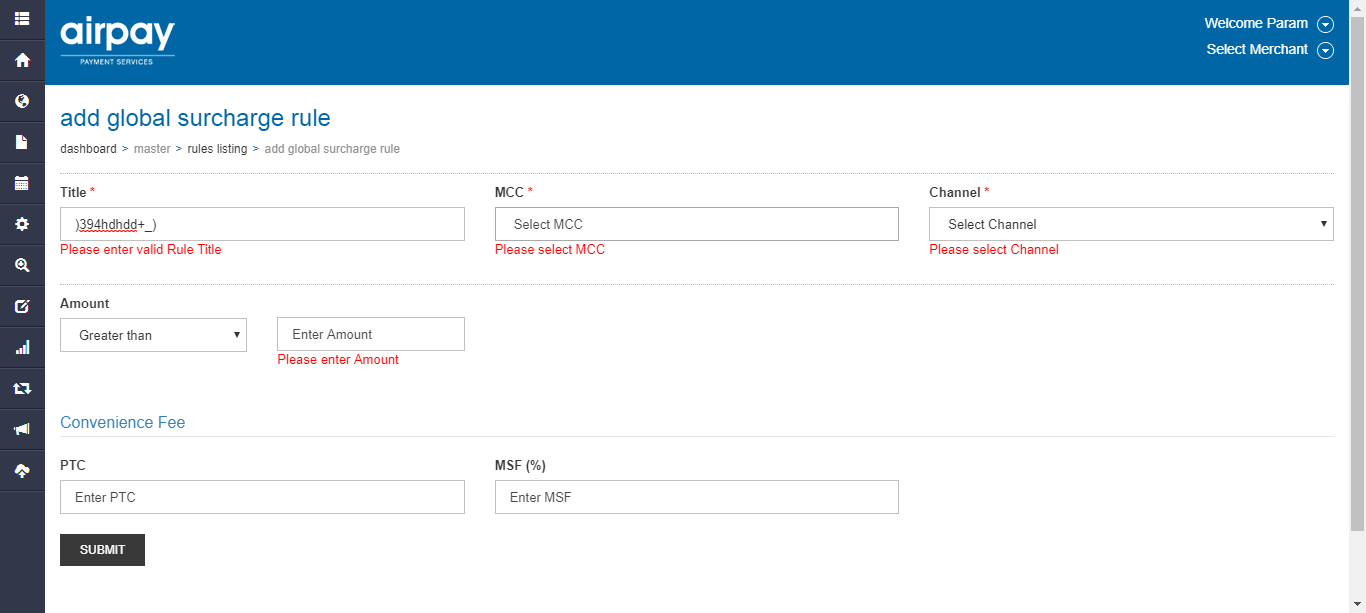 airpay
PAYMENT SERVICES
Welcome Param
Select Merchant
add global surcharge rule
dashboard > master > rules listing > add global surcharge rule
Title * MCC * Channel *
)394hdhdd+_) Select MCC Select Channel
Please enter valid Rule Title Please select MCC Please select Channel
Amount
Greater than Enter Amount
Please enter Amount
Convenience Fee
PTC MSF (%)
Enter PTC Enter MSF
SUBMIT